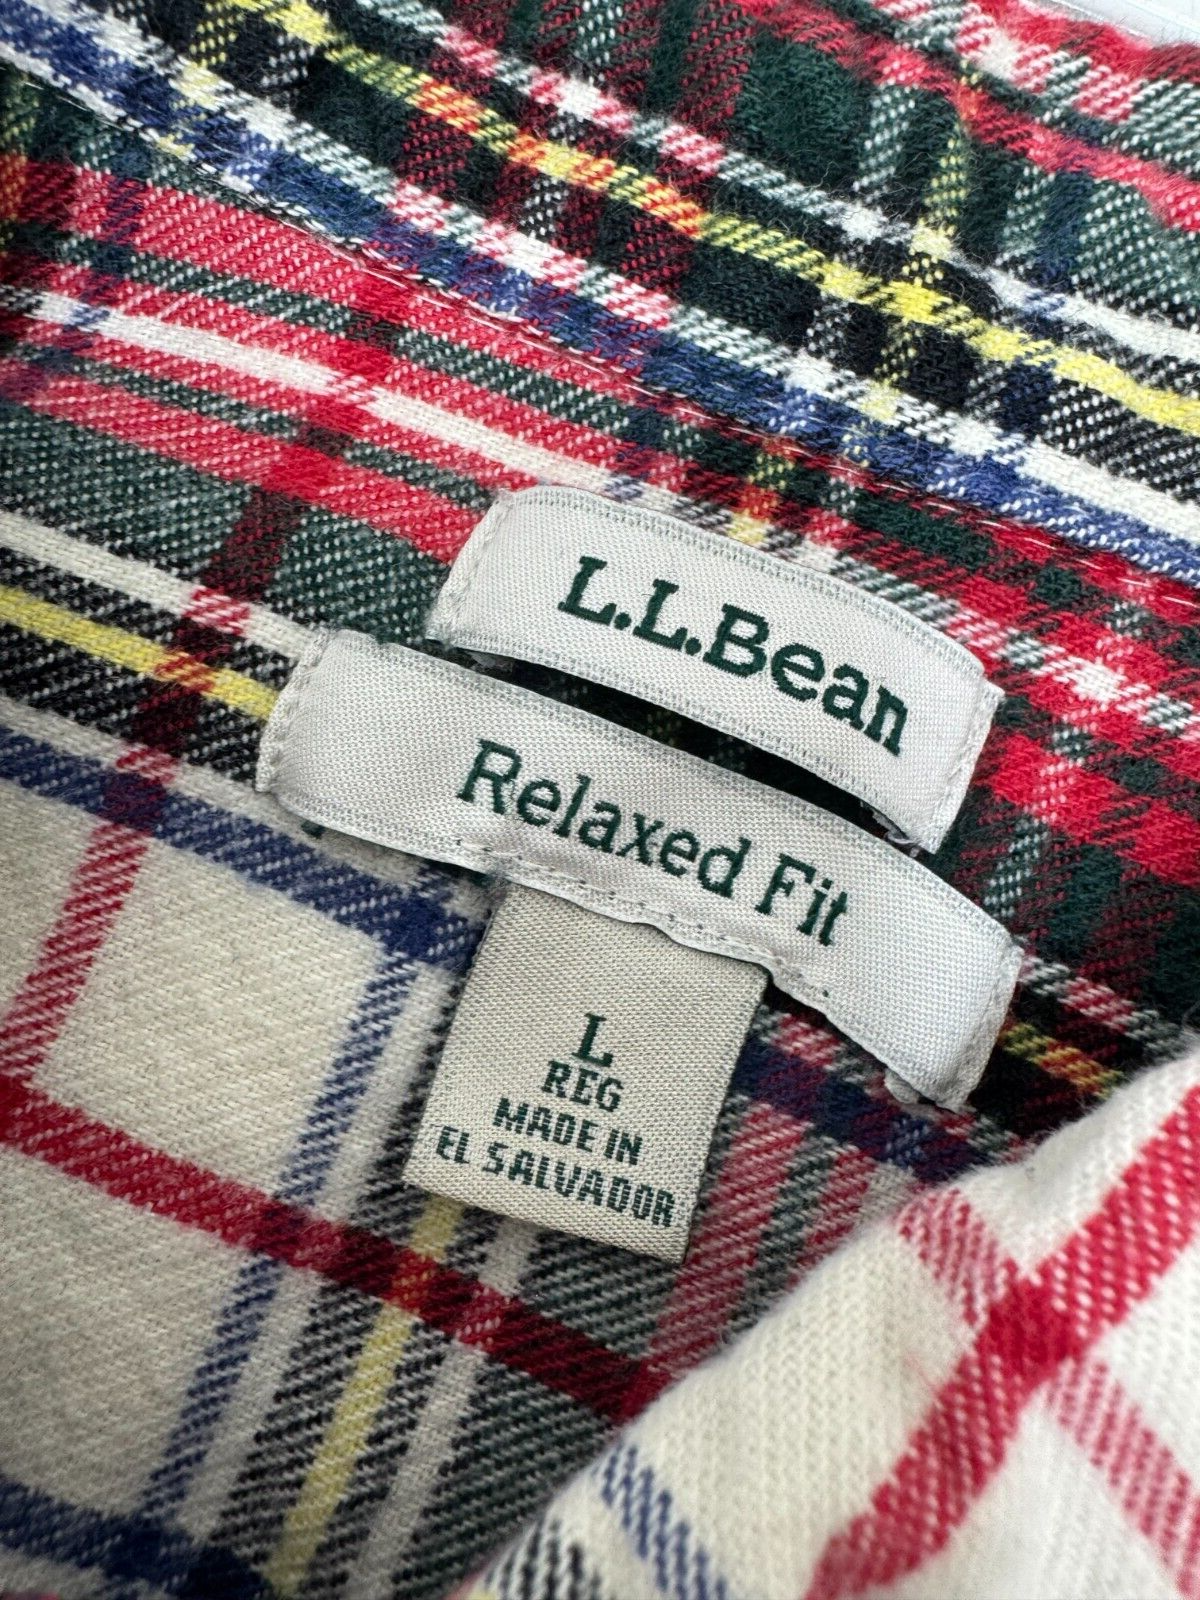 L.L.Bean
Relaxed Fit
L
REG
MADE IN
EL SALVADOR